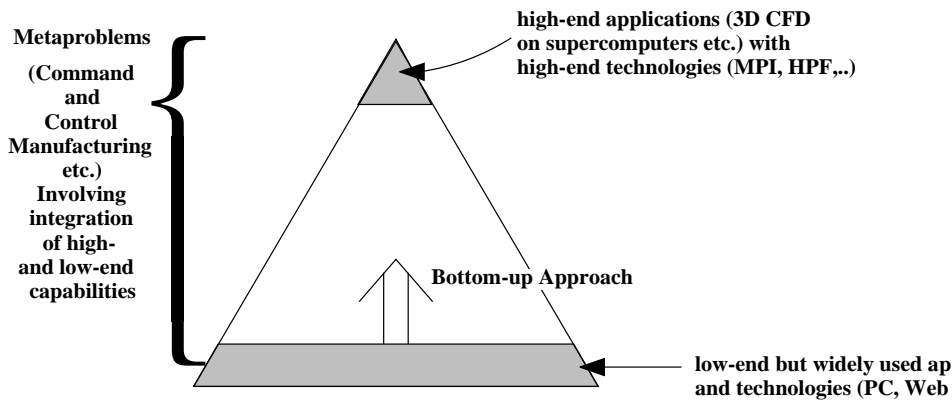 Metaproblems
(Command
and
Control
Manufacturing
etc.)
Involving
integration
of high-
and low-end
capabilities
high-end applications (3D CFD
on supercomputers etc.) with
high-end technologies (MPI, HPF,..)
Bottom-up Approach
low-end but widely used ap
and technologies (PC, Web